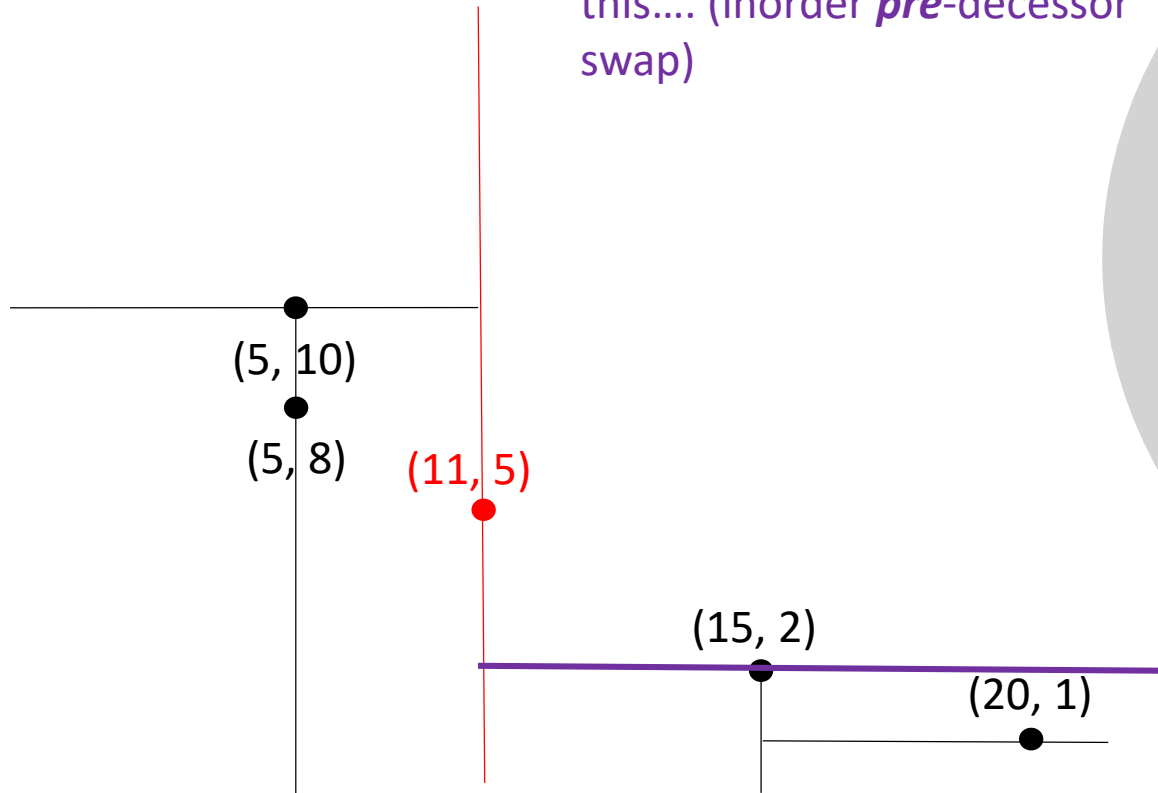 this.... (inorder pre-decessor
swap)
(5, 10)
(5, 8)
(11, 5)
(15, 2)
(20, 1)